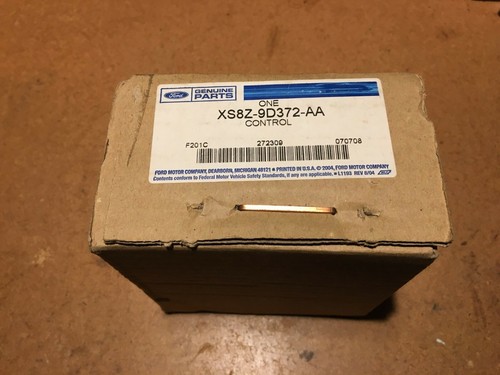 Ford GENUINE PARTS
ONE
XS8Z-9D372-AA
CONTROL
F201C 272309 070708
FORD MOTOR COMPANY, DEARBORN, MICHIGAN 48121 ■ PRINTED IN U.S.A. © 2004, FORD MOTOR COMPANY
Contents conform to Federal Motor Vehicle Safety Standards, if any are applicable. ■ L1193 REV 6/04